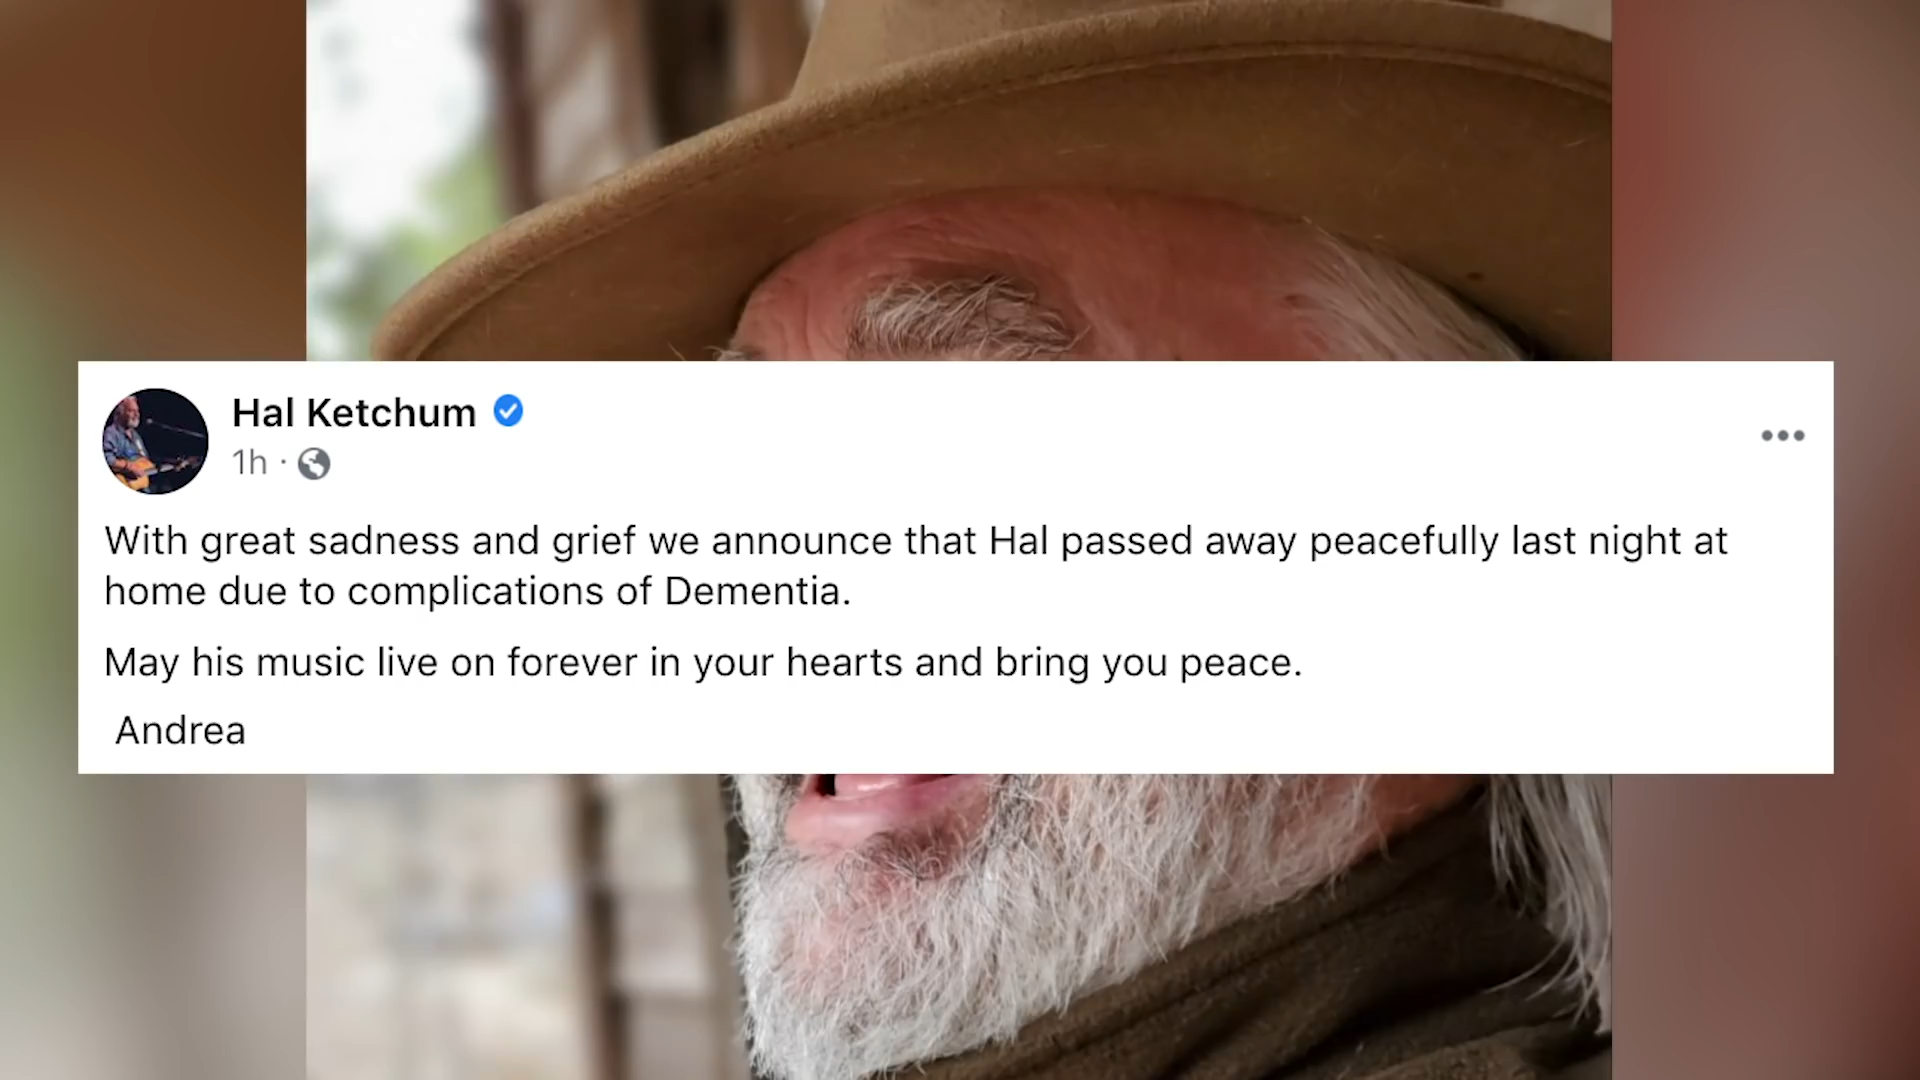 Hal Ketchum
1h ·
With great sadness and grief we announce that Hal passed away peacefully last night at
home due to complications of Dementia.
May his music live on forever in your hearts and bring you peace.
Andrea